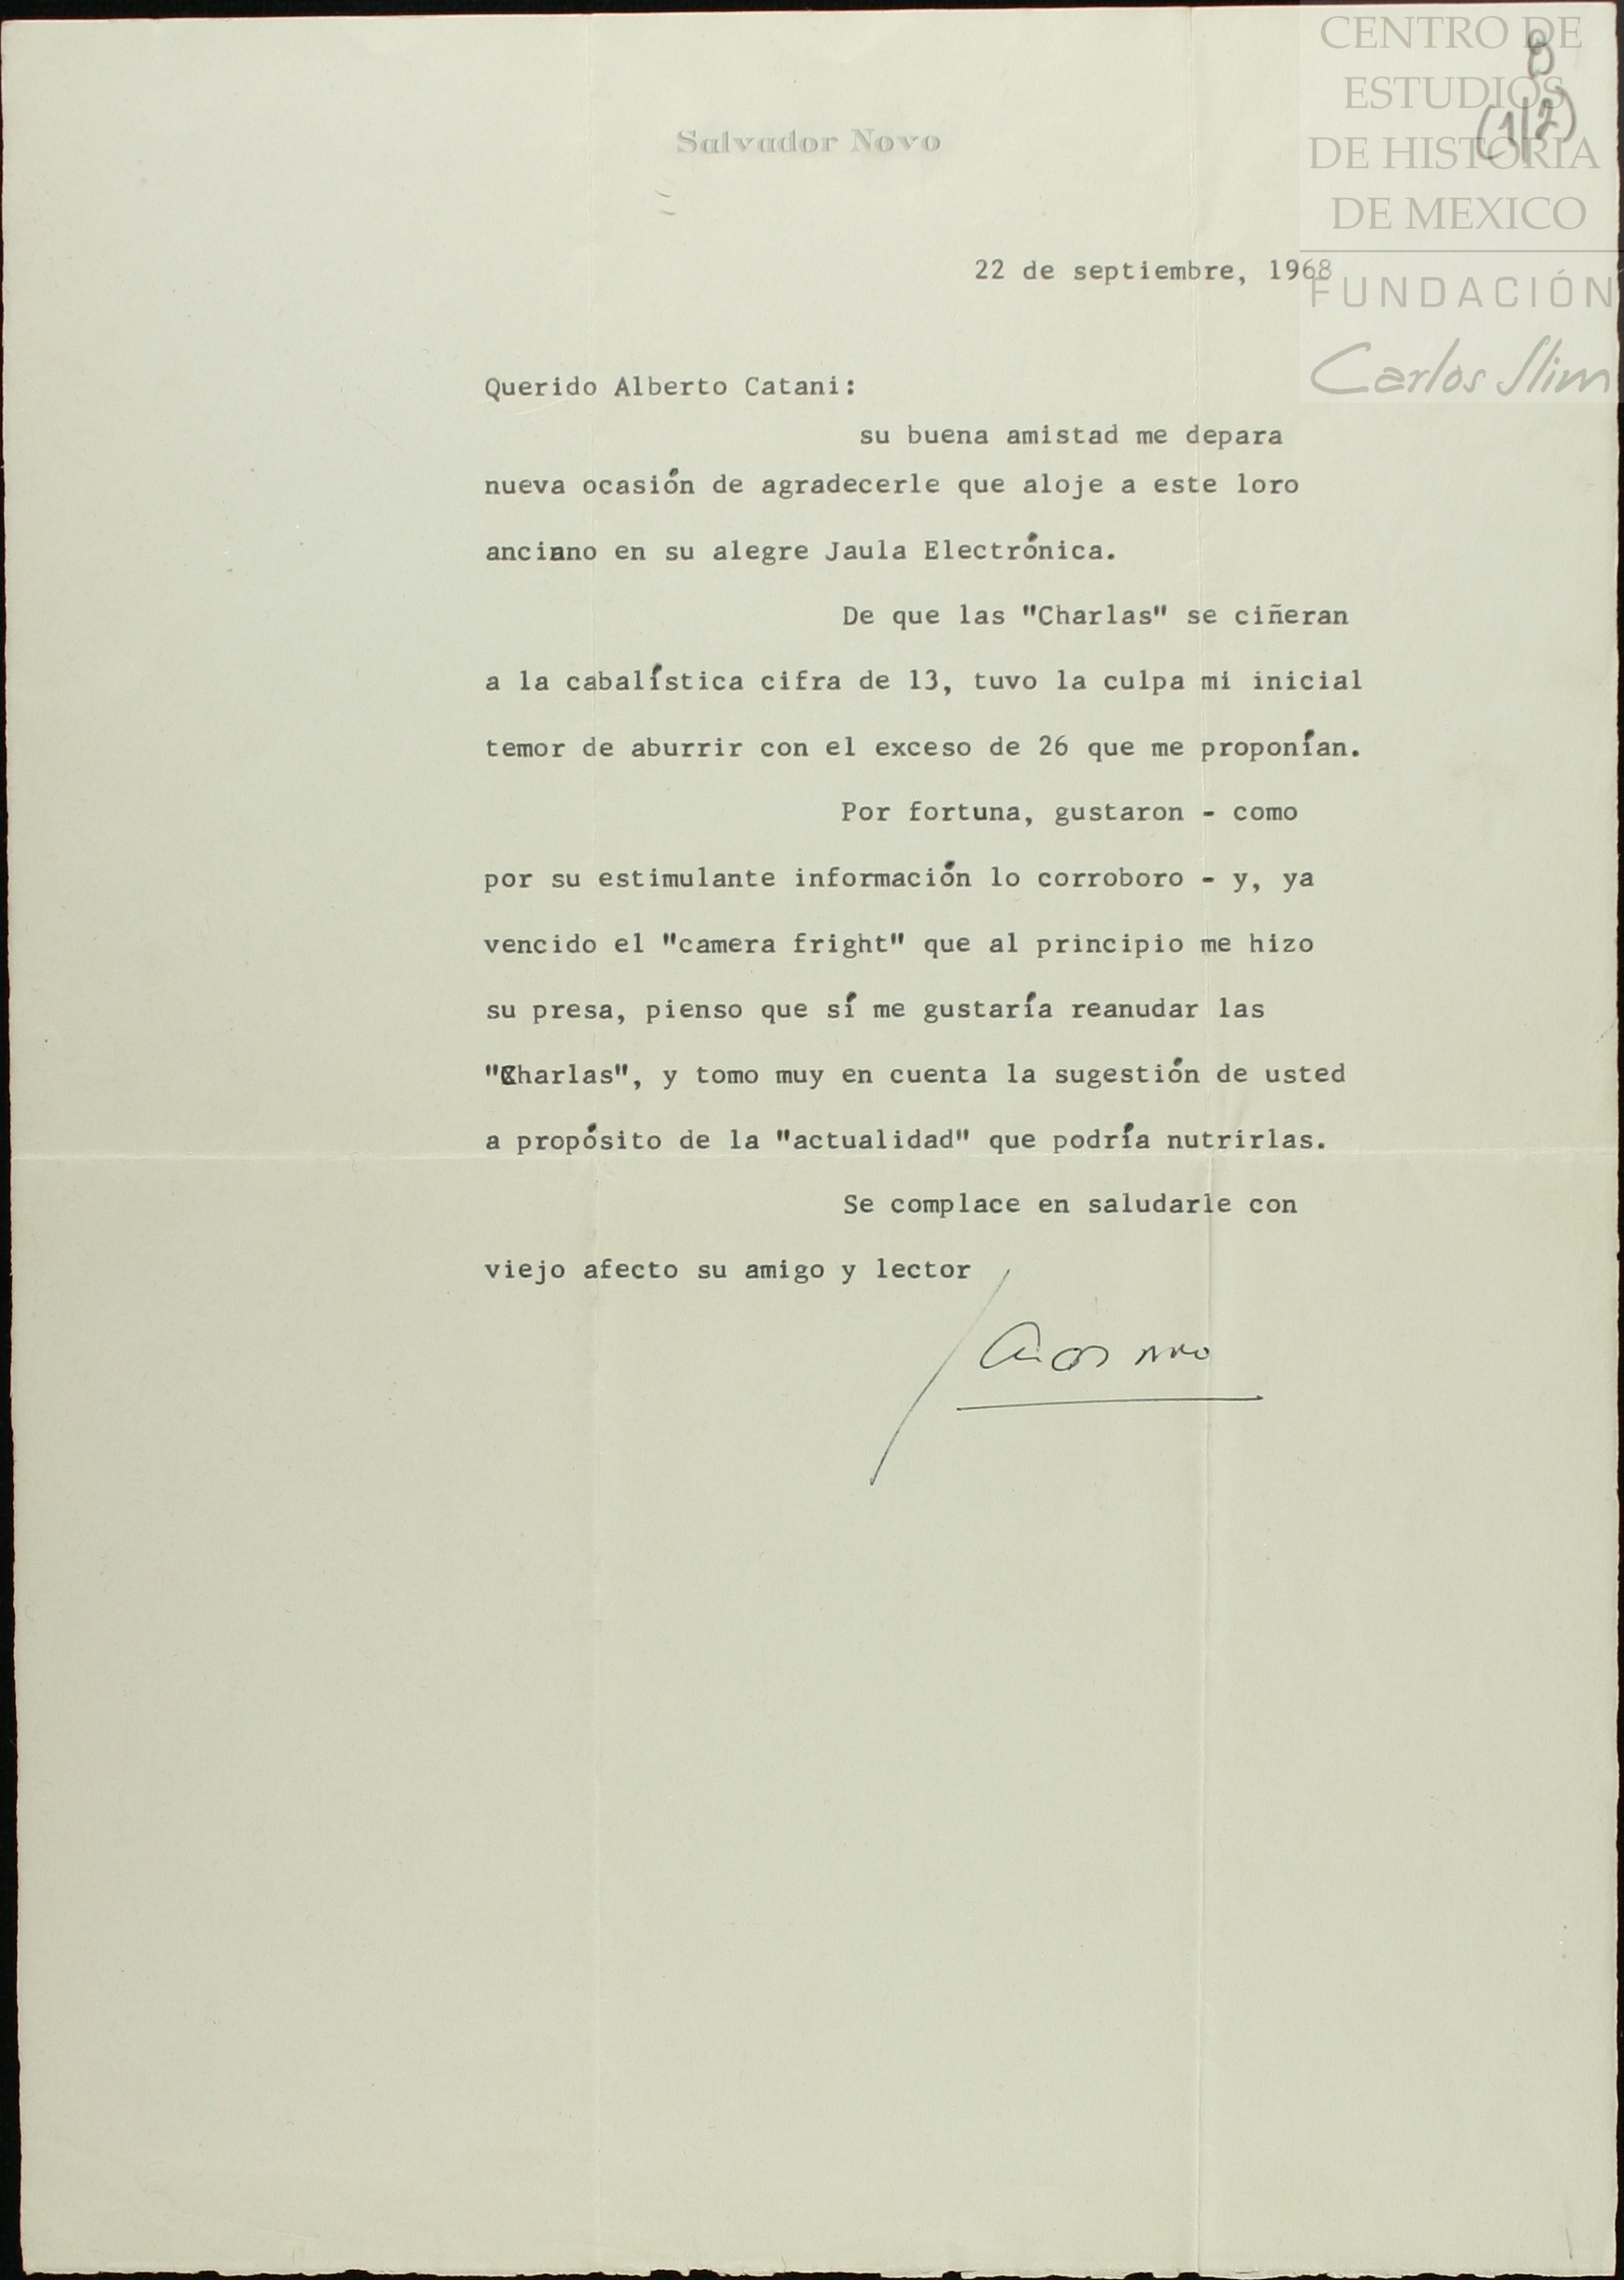 CENTRO DE
ESTUDIOS
DE HISTORIA
DE MEXICO
FUNDACIÓN
Carlos Slim
8
(1/2)
Salvador Novo
22 de septiembre, 1968
Querido Alberto Catani:
su buena amistad me depara
nueva ocasión de agradecerle que aloje a este loro
anciano en su alegre Jaula Electrónica.
De que las "Charlas" se ciñeran
a la cabalística cifra de 13, tuvo la culpa mi inicial
temor de aburrir con el exceso de 26 que me proponían.
Por fortuna, gustaron - como
por su estimulante información lo corroboro - y, ya
vencido el "camera fright" que al principio me hizo
su presa, pienso que sí me gustaría reanudar las
"Charlas", y tomo muy en cuenta la sugestión de usted
a propósito de la "actualidad" que podría nutrirlas.
Se complace en saludarle con
viejo afecto su amigo y lector